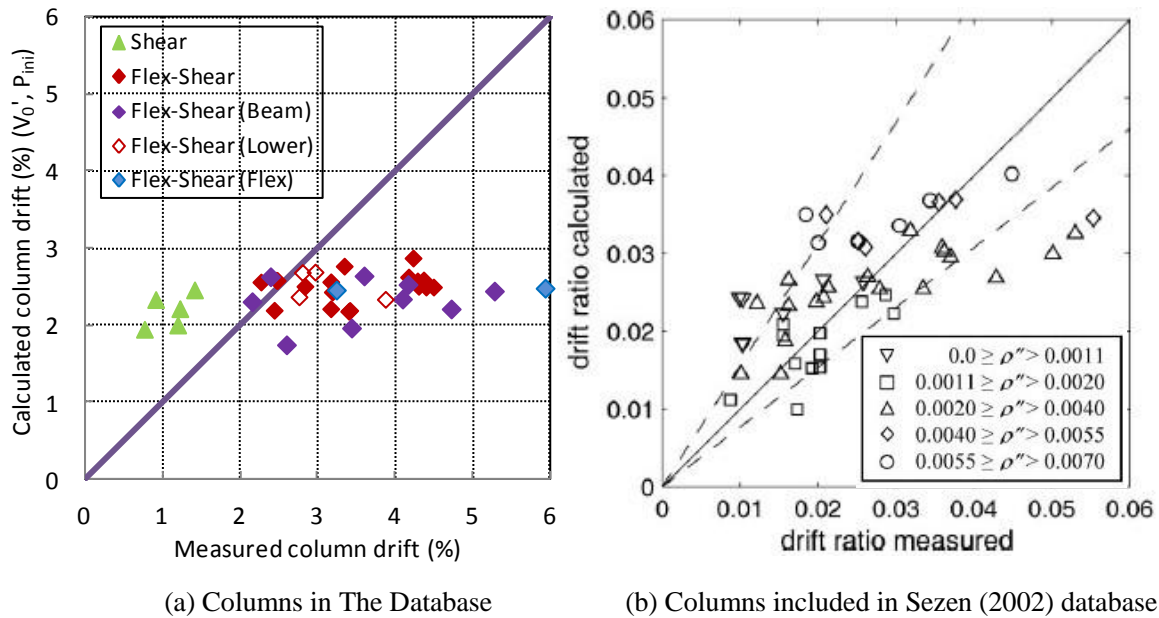 Shear
Flex-Shear
Flex-Shear (Beam)
Flex-Shear (Lower)
Flex-Shear (Flex)
Calculated column drift (%) (V0', Pini)
6
5
4
3
2
1
0
0 1 2 3 4 5 6
Measured column drift (%)
(a) Columns in The Database
drift ratio calculated
0.06
0.05
0.04
0.03
0.02
0.01
0
0 0.01 0.02 0.03 0.04 0.05 0.06
drift ratio measured
0.0 ≥ ρ″ > 0.0011
0.0011 ≥ ρ″ > 0.0020
0.0020 ≥ ρ″ > 0.0040
0.0040 ≥ ρ″ > 0.0055
0.0055 ≥ ρ″ > 0.0070
(b) Columns included in Sezen (2002) database